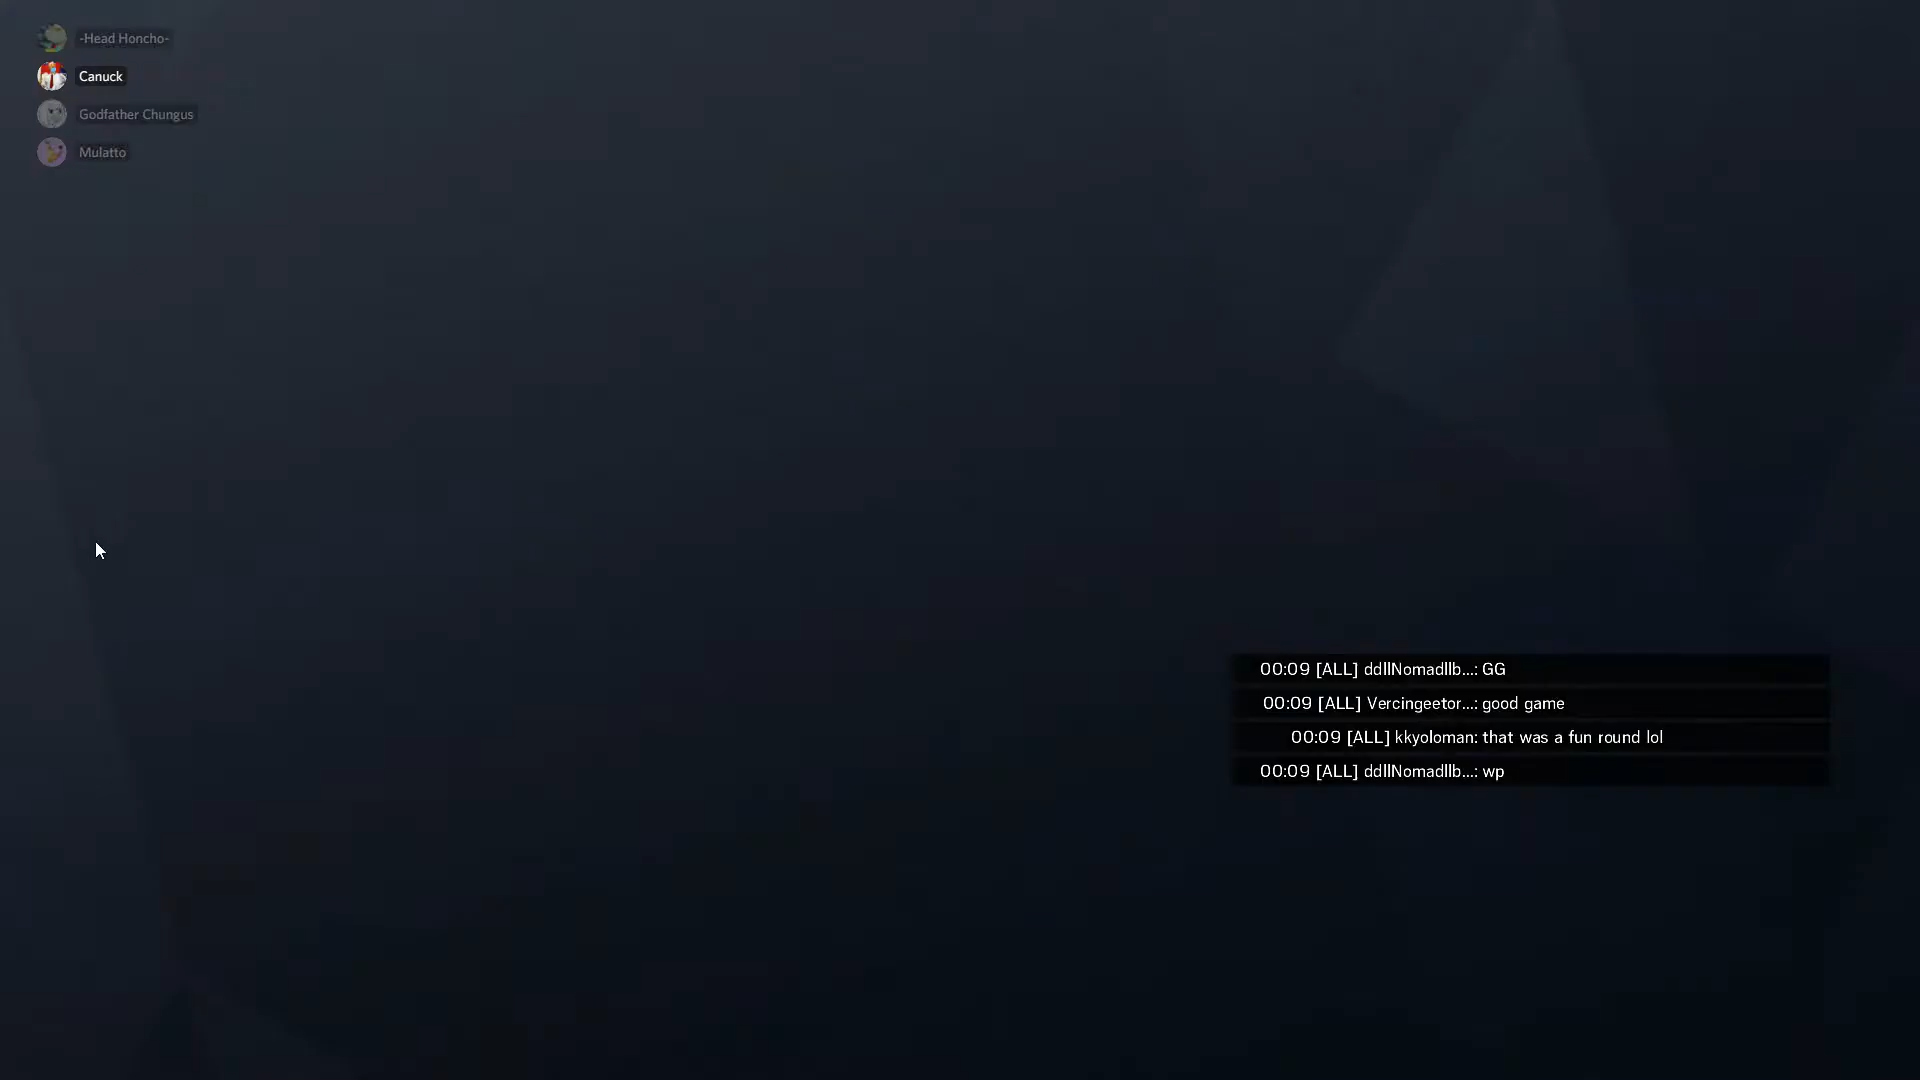 -Head Honcho-
Canuck
Godfather Chungus
Mulatto
00:09 [ALL] ddllNomadllb...: GG
00:09 [ALL] Vercingeetor...: good game
00:09 [ALL] kkyoloman: that was a fun round lol
00:09 [ALL] ddllNomadllb...: wp